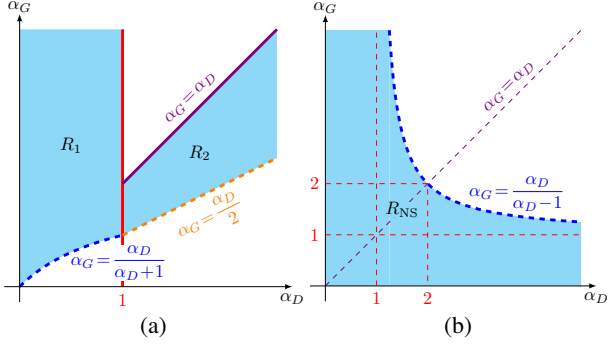 α_G
R_1
R_2
α_G = α_D
α_G = α_D/2
α_G = α_D/(α_D+1)
1
α_D
(a)
α_G
α_G = α_D
2
1
R_NS
α_G = α_D/(α_D−1)
1
2
α_D
(b)